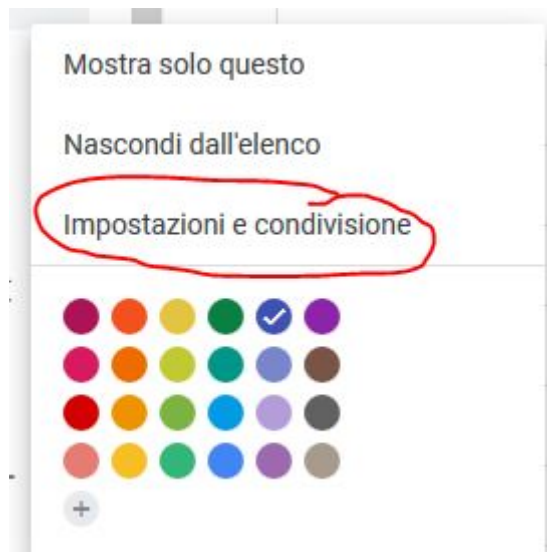 Mostra solo questo
Nascondi dall'elenco
Impostazioni e condivisione
+